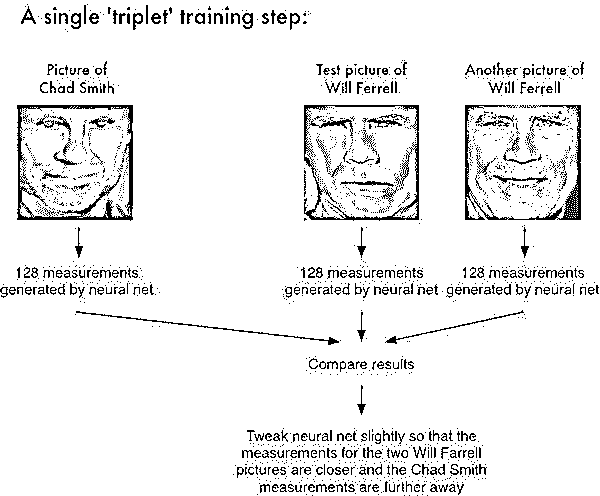 A single 'triplet' training step:
Picture of
Chad Smith
Test picture of
Will Ferrell
Another picture of
Will Ferrell
128 measurements
generated by neural net
128 measurements
generated by neural net
128 measurements
generated by neural net
Compare results
Tweak neural net slightly so that the
measurements for the two Will Farrell
pictures are closer and the Chad Smith
measurements are further away